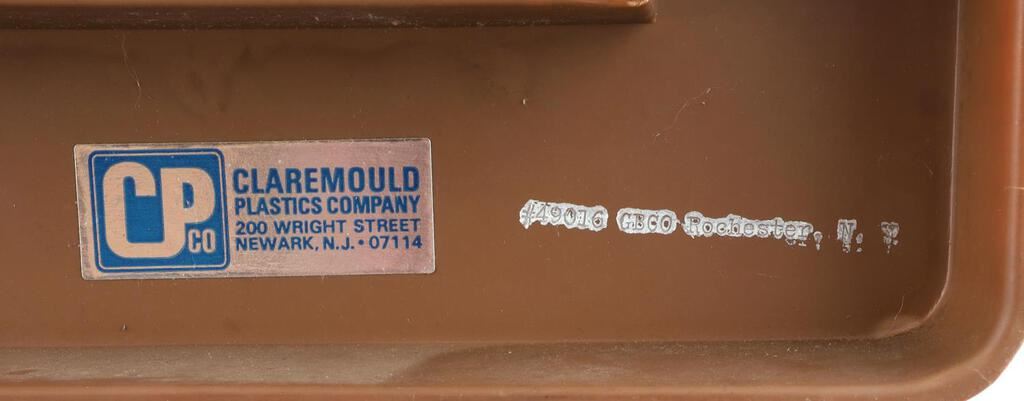 CP CO
CLAREMOULD
PLASTICS COMPANY
200 WRIGHT STREET
NEWARK, N.J. • 07114
#49016 GBCO Rochester, N. Y